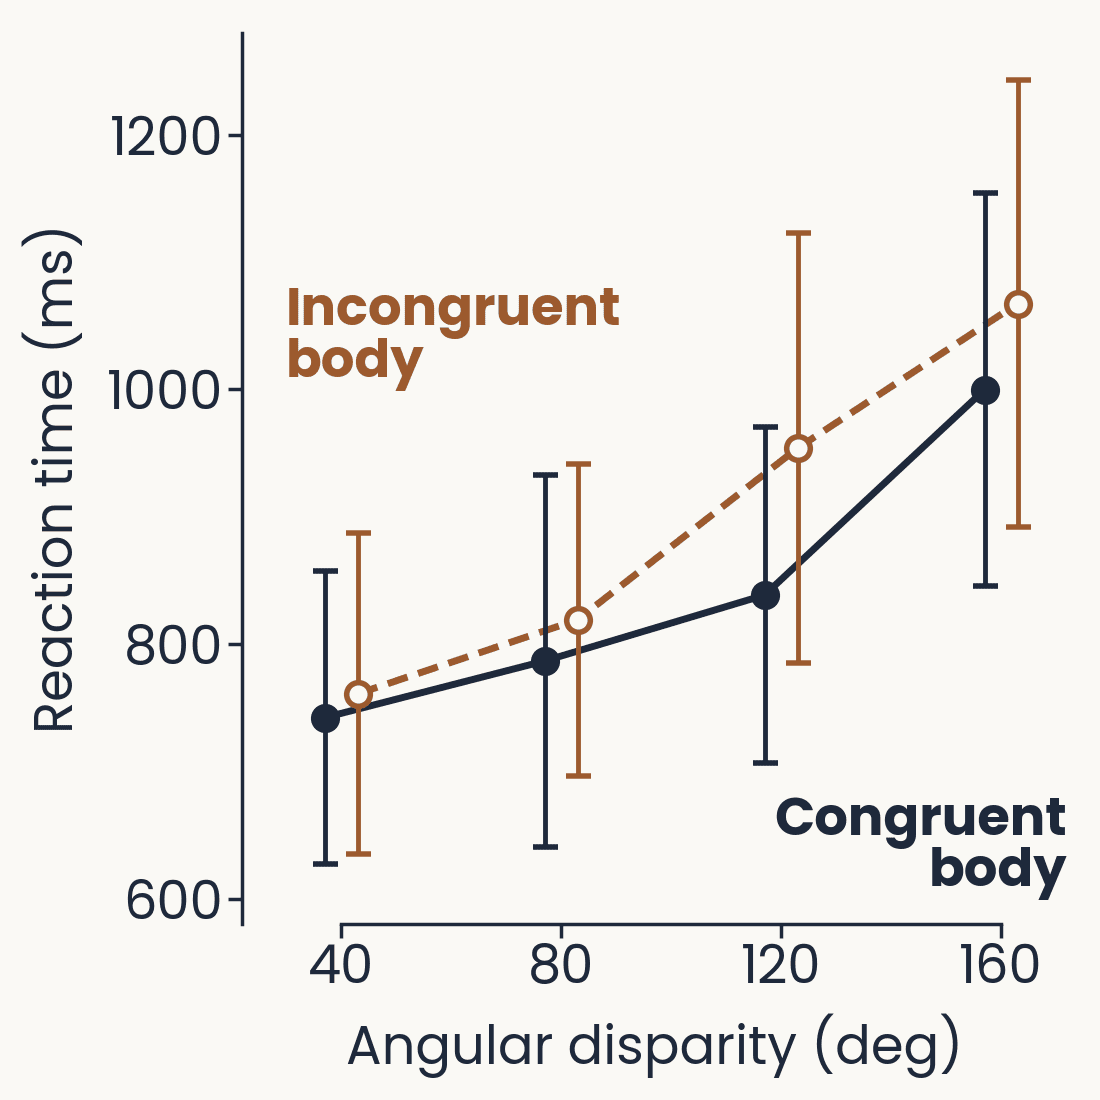 Reaction time (ms)
1200
1000
800
600
Incongruent
body
Congruent
body
40 80 120 160
Angular disparity (deg)